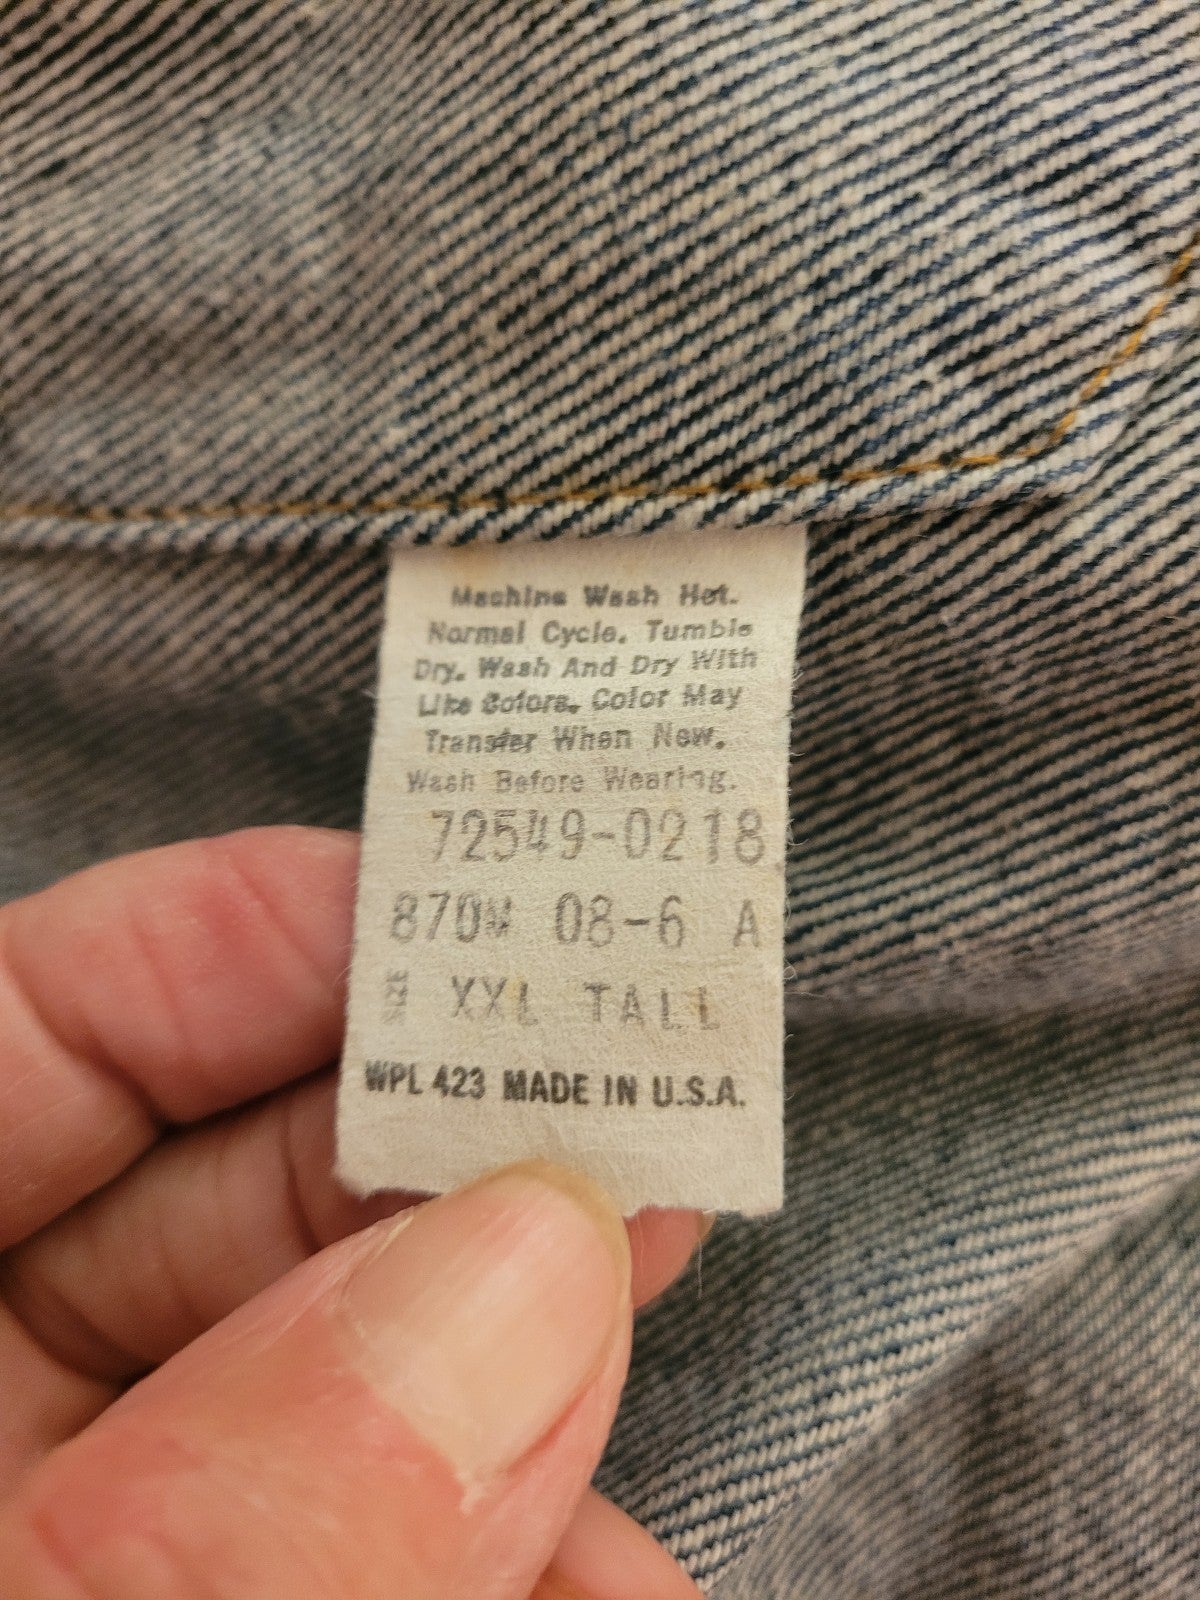 Machine Wash Hot.
Normal Cycle. Tumble
Dry. Wash And Dry With
Like Colors. Color May
Transfer When New.
Wash Before Wearing.
72549-0218
870W 08-6 A
SIZE XXL TALL
WPL 423 MADE IN U.S.A.